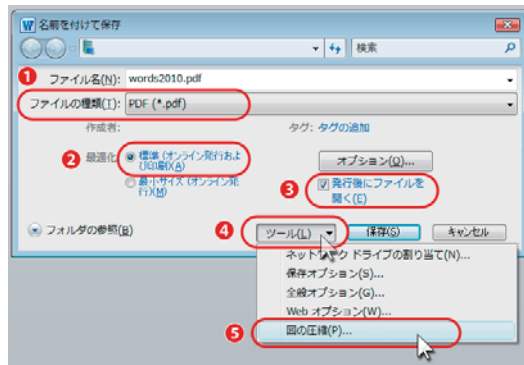 名前を付けて保存
検索
❶
ファイル名(N): words2010.pdf
ファイルの種類(T): PDF (*.pdf)
作成者:
タグ: タグの追加
❷ 最適化: 標準 (オンライン発行およ
び印刷)(A)
最小サイズ (オンライン発
行)(M)
オプション(O)...
❸ 発行後にファイルを
開く(E)
フォルダの参照(B)
❹ ツール(L) 保存(S) キャンセル
ネットワーク ドライブの割り当て(N)...
保存オプション(S)...
全般オプション(G)...
Web オプション(W)...
❺ 図の圧縮(P)...